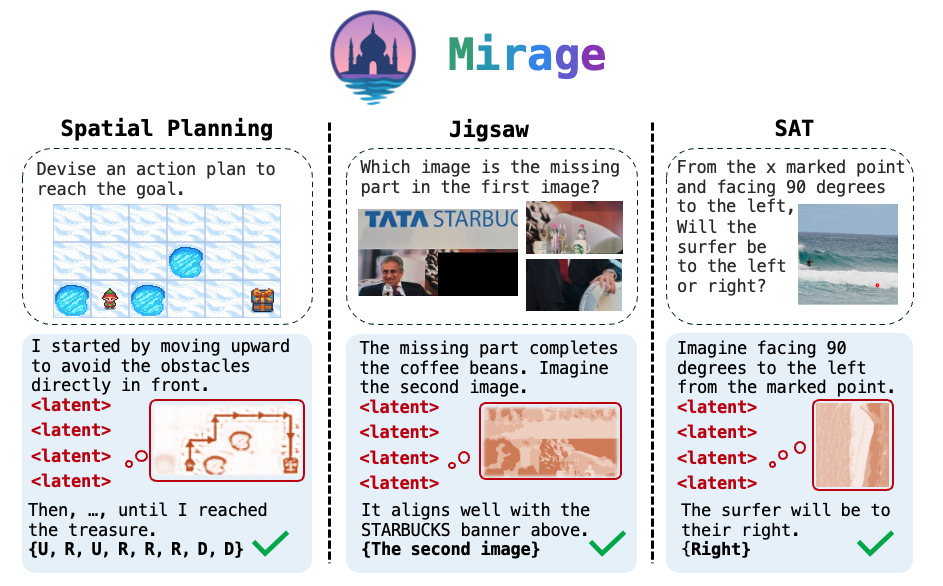 Mirage
Spatial Planning
Devise an action plan to
reach the goal.
I started by moving upward
to avoid the obstacles
directly in front.
<latent>
<latent>
<latent>
<latent>
Then, …, until I reached
the treasure.
{U, R, U, R, R, R, D, D}
Jigsaw
Which image is the missing
part in the first image?
TATA STARBUC
The missing part completes
the coffee beans. Imagine
the second image.
<latent>
<latent>
<latent>
<latent>
It aligns well with the
STARBUCKS banner above.
{The second image}
SAT
From the x marked point
and facing 90 degrees
to the left,
Will the
surfer be
to the left
or right?
Imagine facing 90
degrees to the left
from the marked point.
<latent>
<latent>
<latent>
<latent>
The surfer will be to
their right.
{Right}